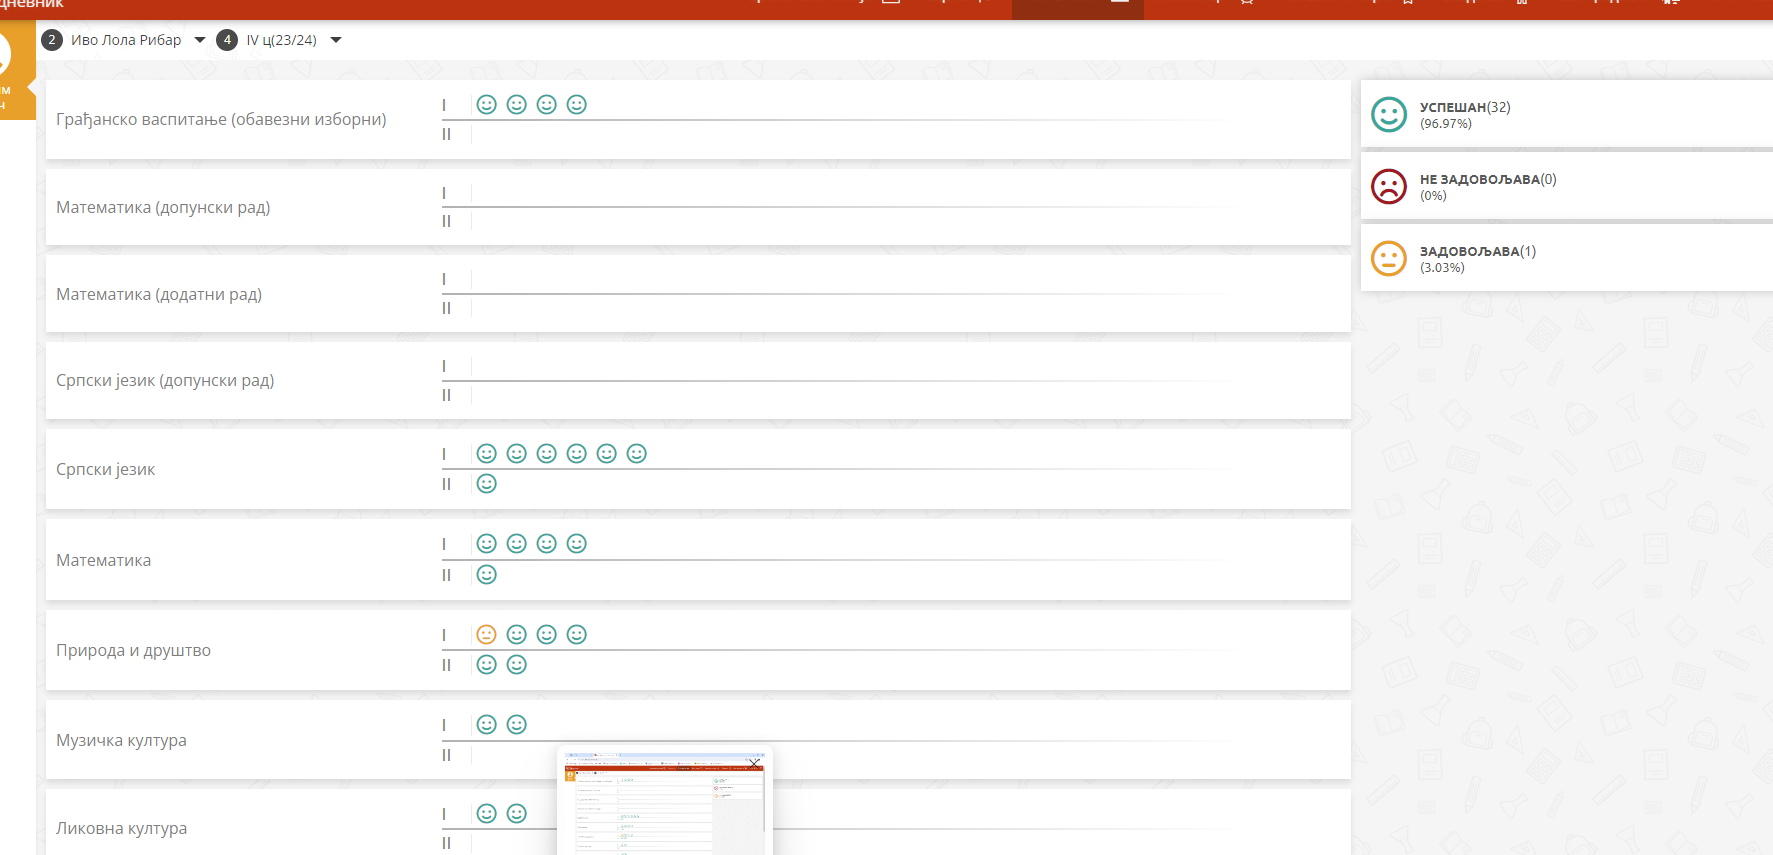 дневник
2 Иво Лола Рибар 4 IV ц(23/24)
Грађанско васпитање (обавезни изборни)
I
II
Математика (допунски рад)
I
II
Математика (додатни рад)
I
II
Српски језик (допунски рад)
I
II
Српски језик
I
II
Математика
I
II
Природа и друштво
I
II
Музичка култура
I
II
Ликовна култура
I
II
УСПЕШАН(32)
(96.97%)
НЕ ЗАДОВОЉАВА(0)
(0%)
ЗАДОВОЉАВА(1)
(3.03%)